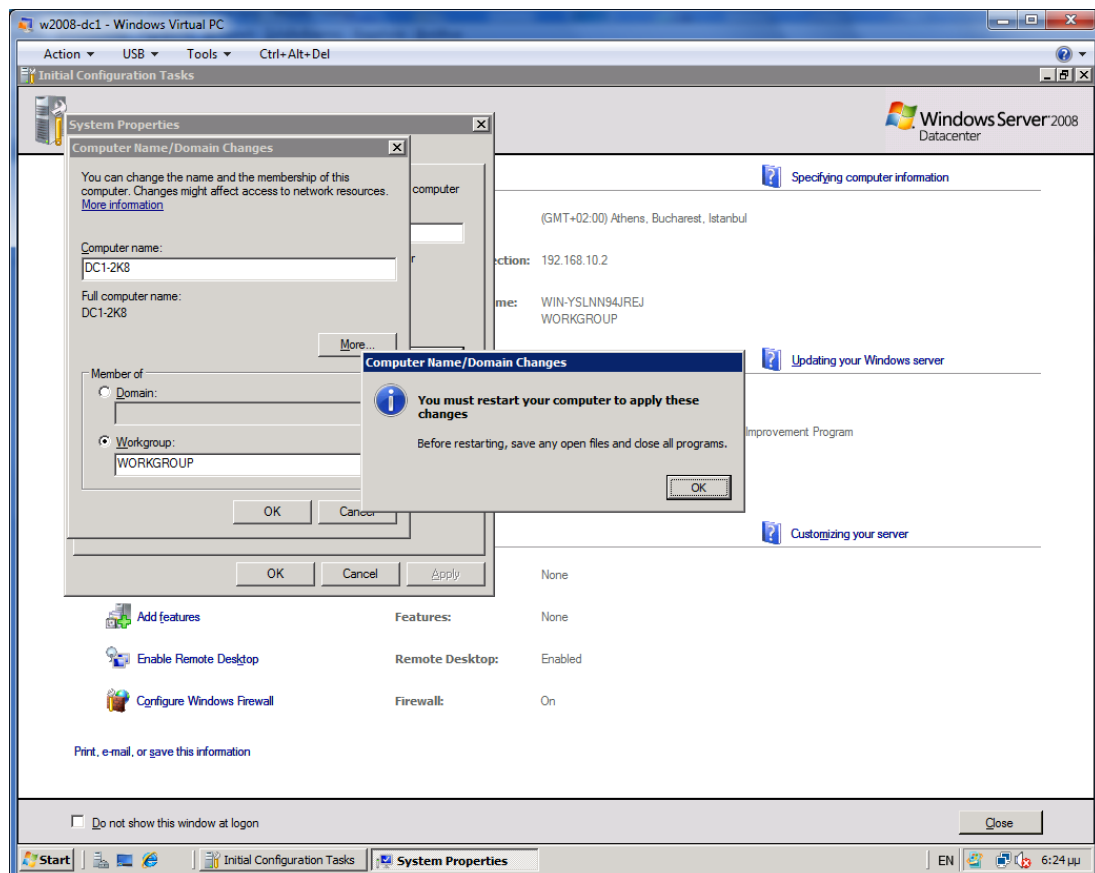 w2008-dc1 - Windows Virtual PC
Action USB Tools Ctrl+Alt+Del
Initial Configuration Tasks
Windows Server 2008
Datacenter
System Properties
Computer Name/Domain Changes
You can change the name and the membership of this
computer. Changes might affect access to network resources.
More information
computer
Computer name:
DC1-2K8
Full computer name:
DC1-2K8
More...
Member of
Domain:
Workgroup:
WORKGROUP
OK Cancel
OK Cancel Apply
Specifying computer information
(GMT+02:00) Athens, Bucharest, Istanbul
ction: 192.168.10.2
me: WIN-YSLNN94JREJ
WORKGROUP
Computer Name/Domain Changes
You must restart your computer to apply these
changes
Before restarting, save any open files and close all programs.
OK
Updating your Windows server
Improvement Program
Customizing your server
None
Add features Features: None
Enable Remote Desktop Remote Desktop: Enabled
Configure Windows Firewall Firewall: On
Print, e-mail, or save this information
Do not show this window at logon Close
Start Initial Configuration Tasks System Properties EN 6:24 μμ